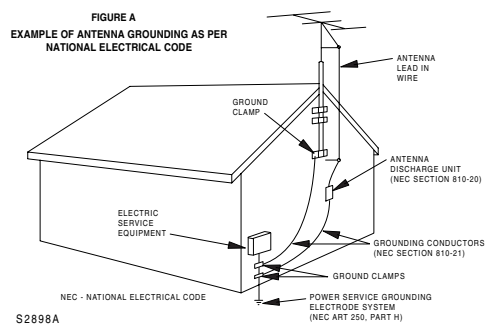 FIGURE A
EXAMPLE OF ANTENNA GROUNDING AS PER
NATIONAL ELECTRICAL CODE
ANTENNA
LEAD IN
WIRE
GROUND
CLAMP
ANTENNA
DISCHARGE UNIT
(NEC SECTION 810-20)
ELECTRIC
SERVICE
EQUIPMENT
GROUNDING CONDUCTORS
(NEC SECTION 810-21)
GROUND CLAMPS
NEC - NATIONAL ELECTRICAL CODE
POWER SERVICE GROUNDING
ELECTRODE SYSTEM
(NEC ART 250, PART H)
S2898A